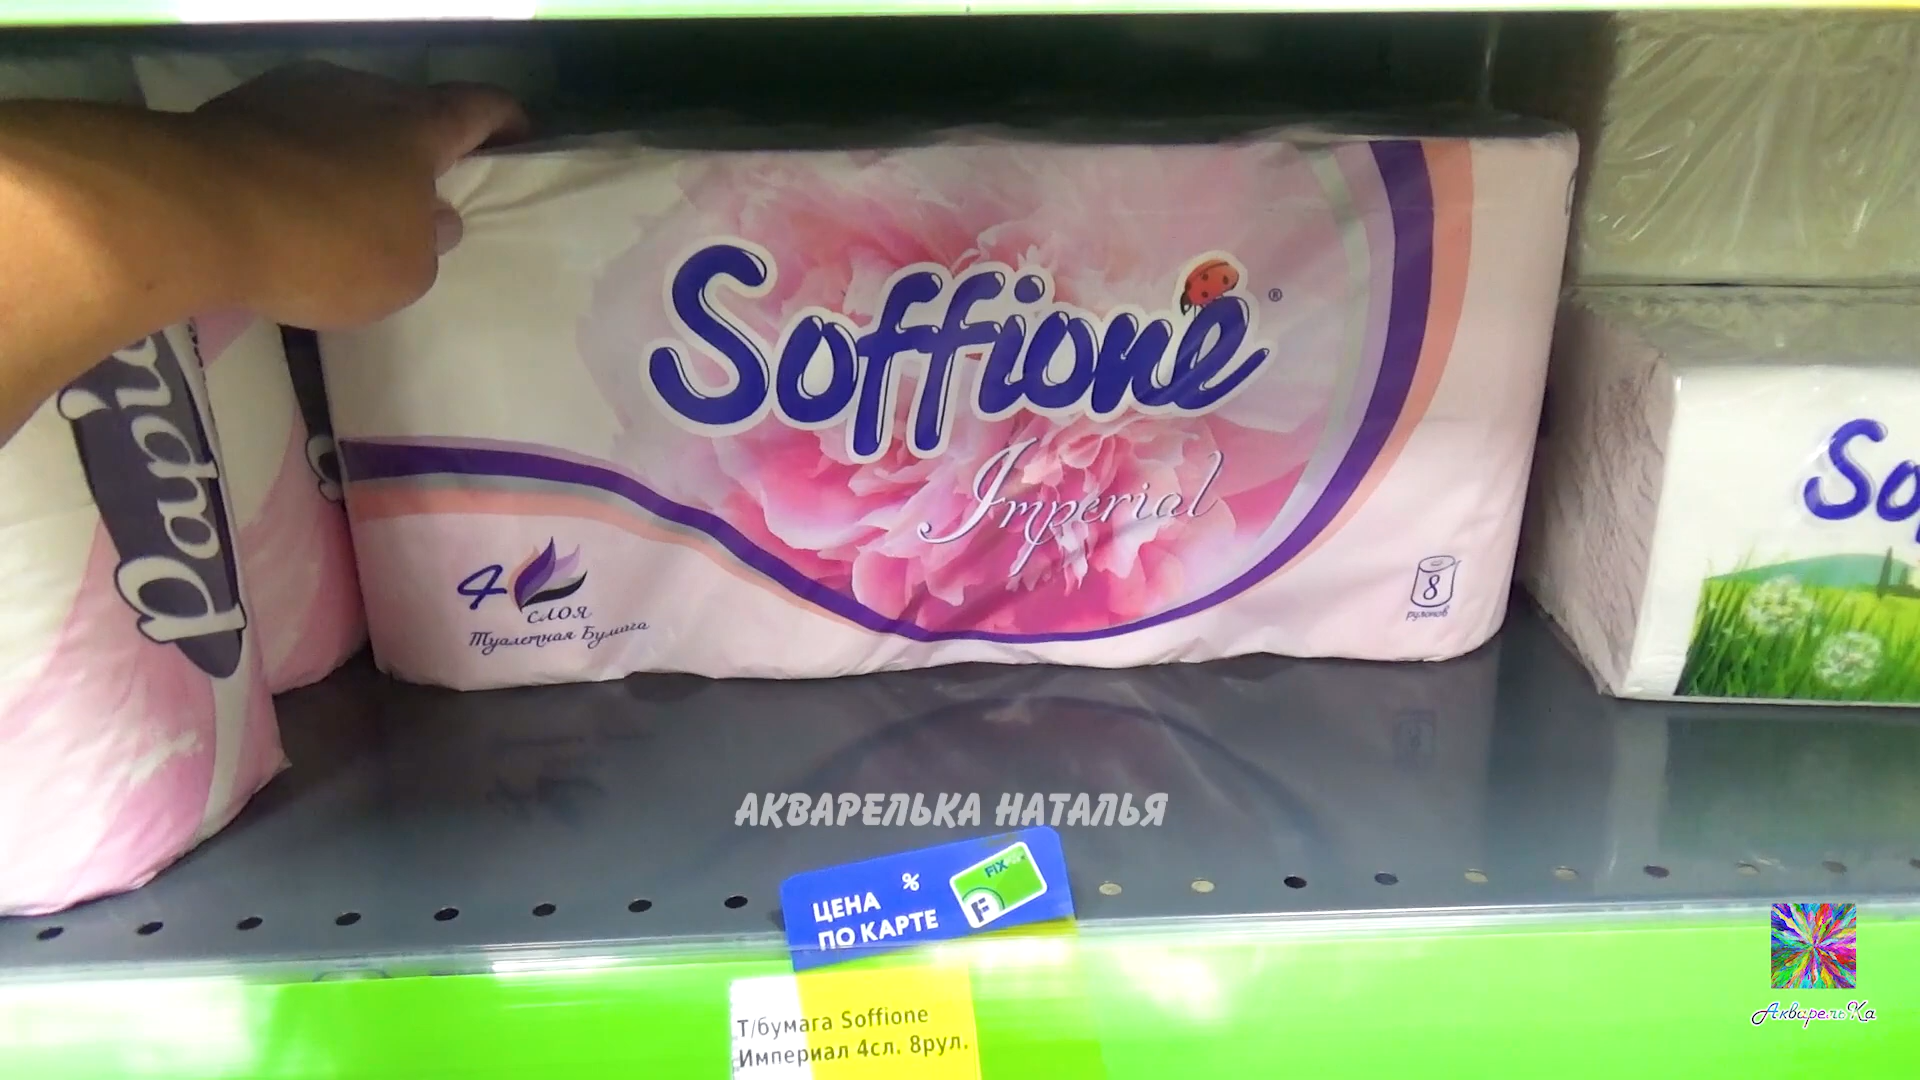 Soffione
®
Imperial
4
слоя
Туалетная Бумага
8
рулонов
So
АКВАРЕЛЬКА НАТАЛЬЯ
%
ЦЕНА
ПО КАРТЕ
FIX
F
Т/бумага Soffione
Империал 4сл. 8рул.
АкварельКа